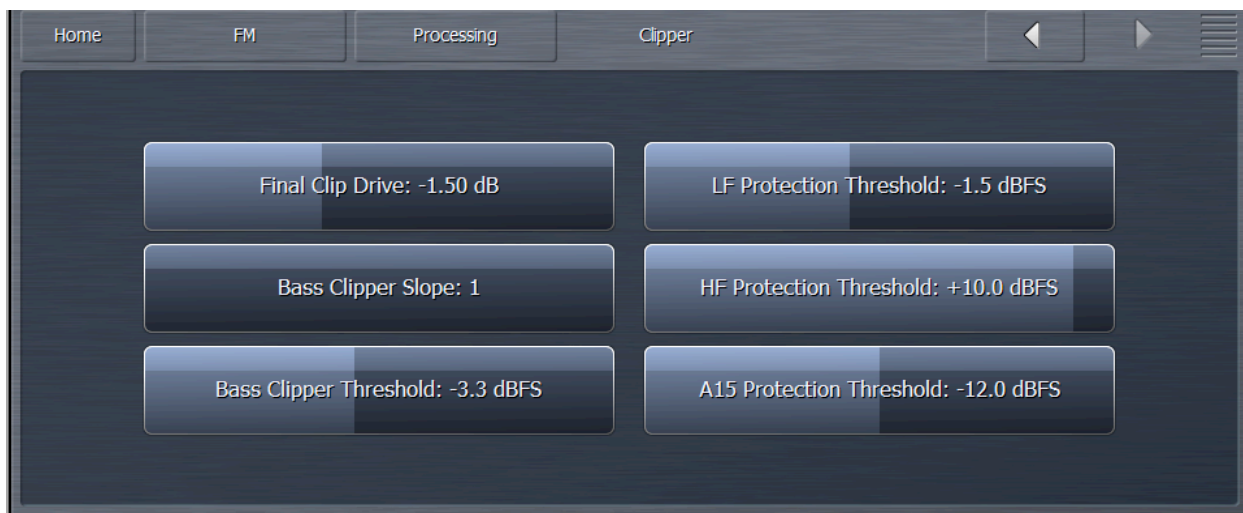 Home FM Processing Clipper
Final Clip Drive: -1.50 dB
LF Protection Threshold: -1.5 dBFS
Bass Clipper Slope: 1
HF Protection Threshold: +10.0 dBFS
Bass Clipper Threshold: -3.3 dBFS
A15 Protection Threshold: -12.0 dBFS